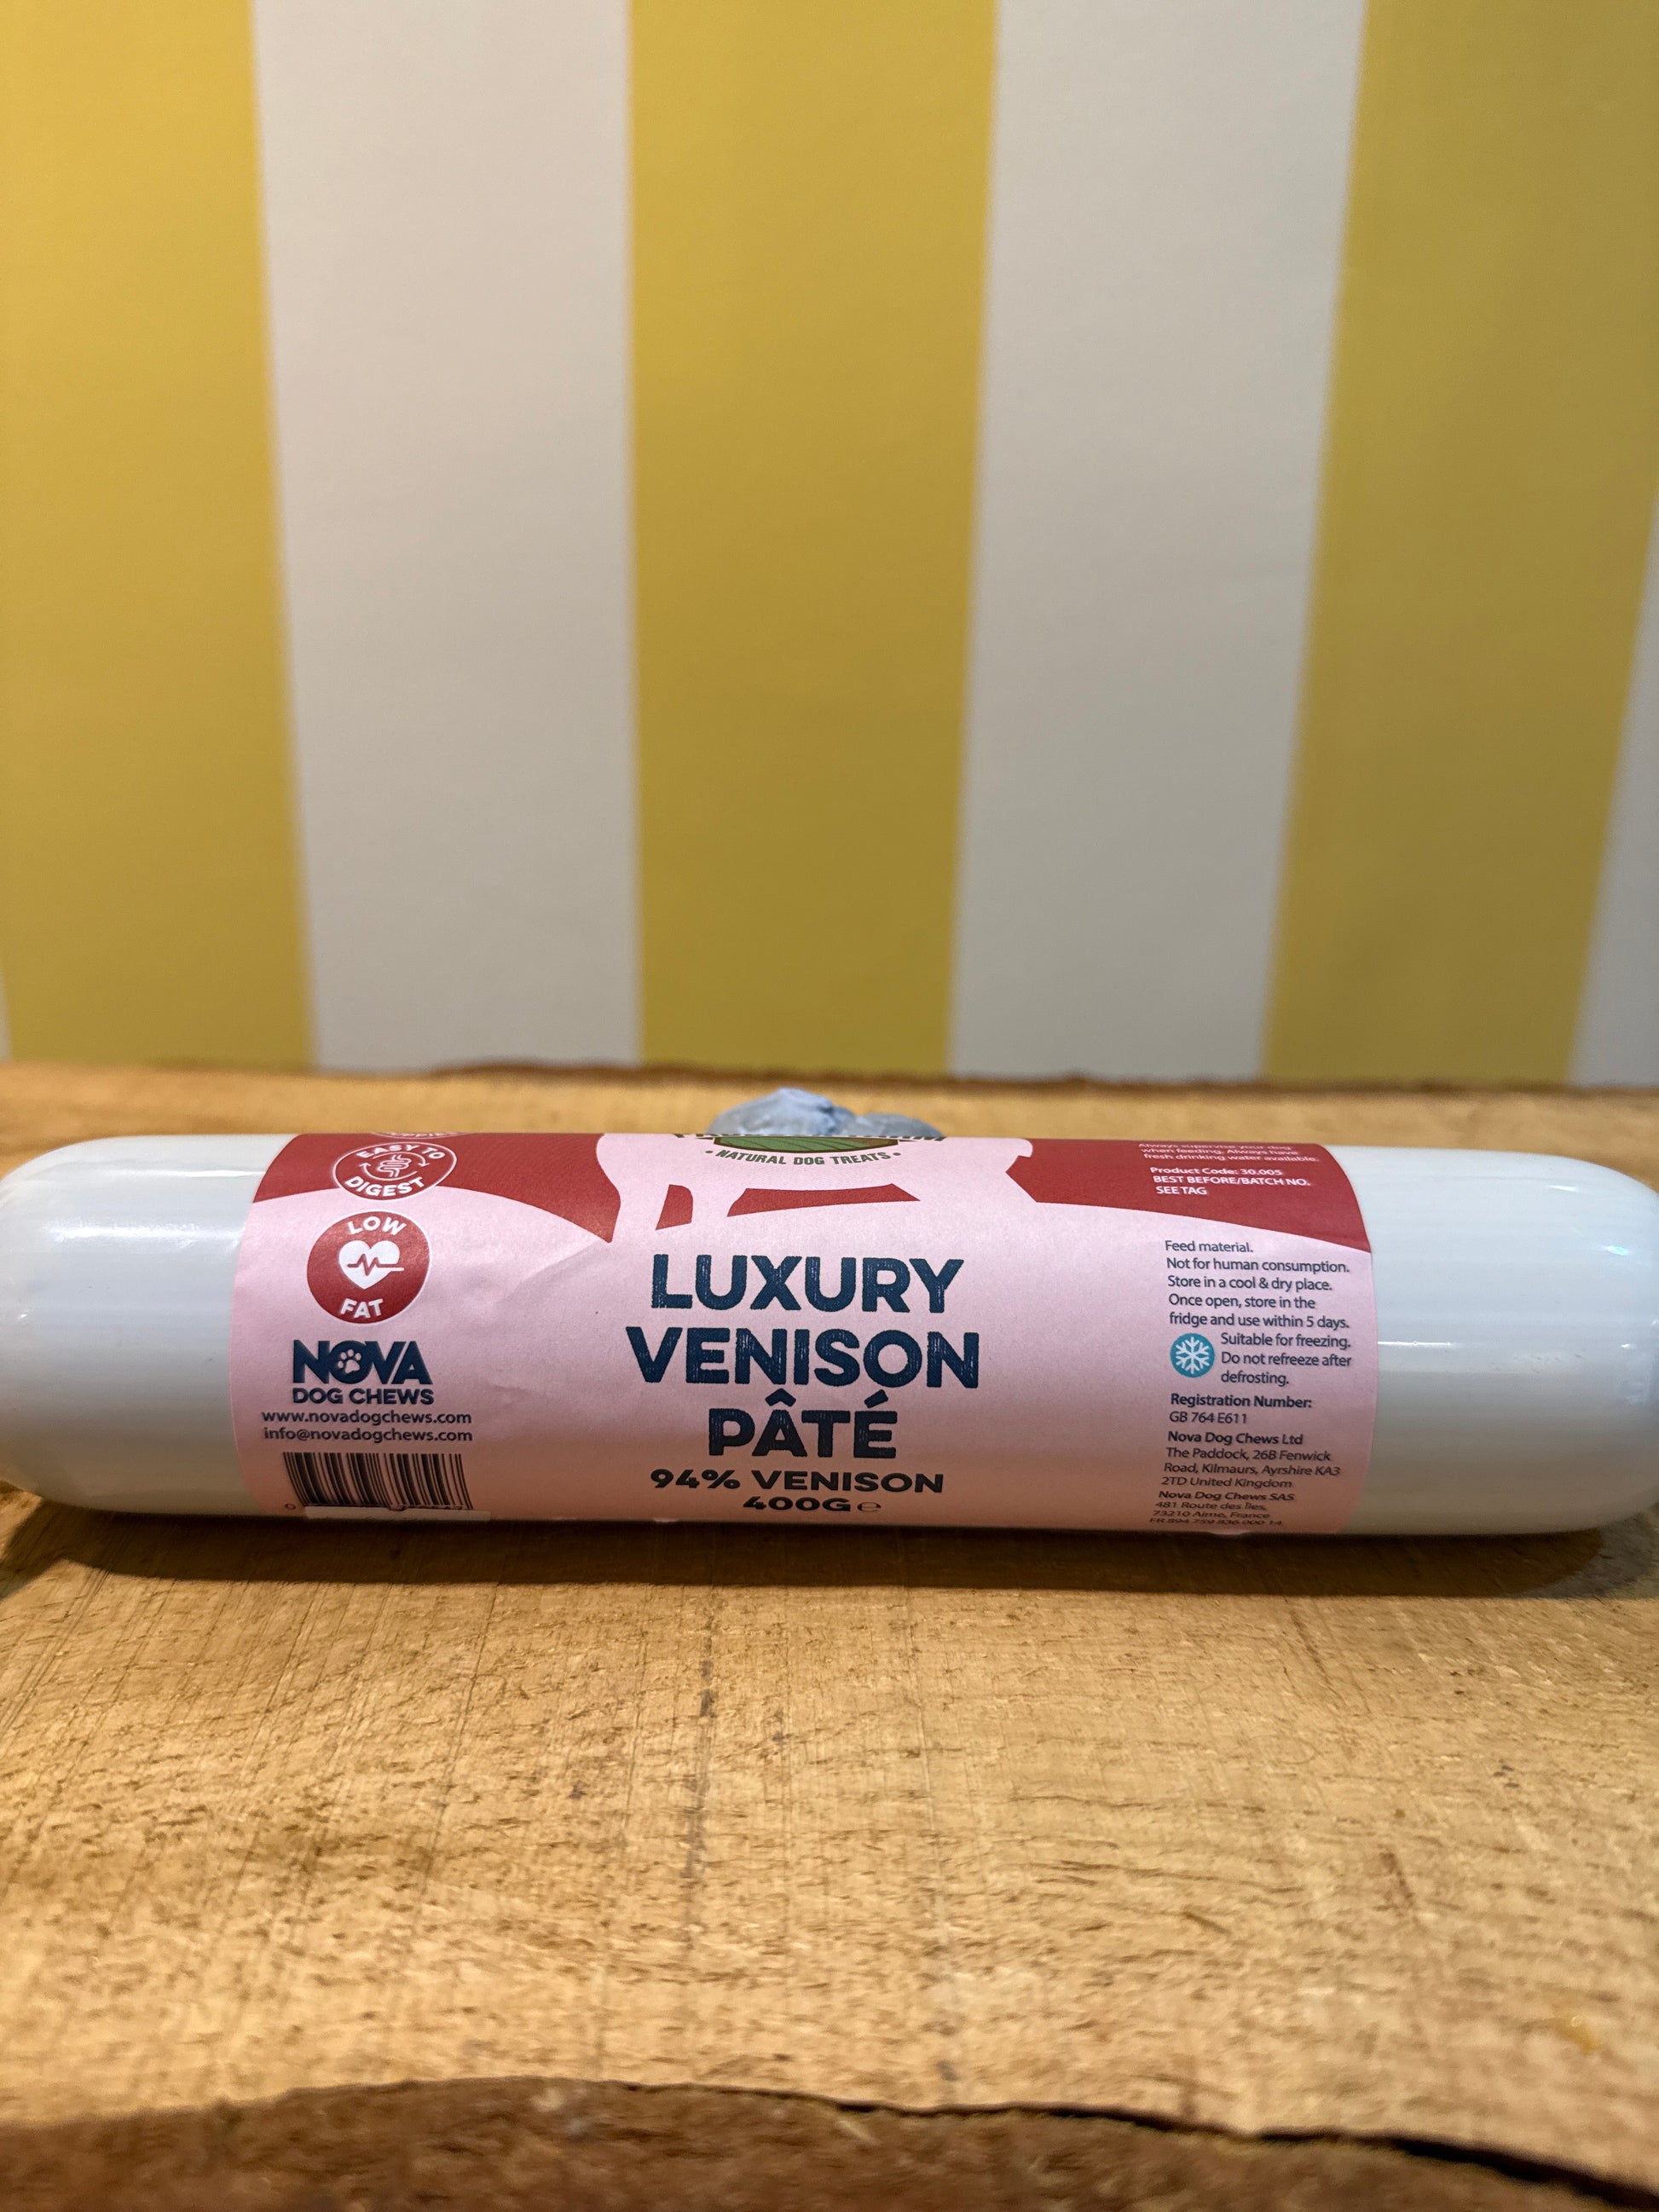 EASY TO
DIGEST
LOW
FAT
NOVA
DOG CHEWS
www.novadogchews.com
info@novadogchews.com
• NATURAL DOG TREATS •
LUXURY
VENISON
PÂTÉ
94% VENISON
400G ℮
Always supervise your dog
when feeding. Always have
fresh drinking water available.
Product Code: 30.005
BEST BEFORE/BATCH NO.
SEE TAG
Feed material.
Not for human consumption.
Store in a cool & dry place.
Once open, store in the
fridge and use within 5 days.
Suitable for freezing.
Do not refreeze after
defrosting.
Registration Number:
GB 764 E611
Nova Dog Chews Ltd
The Paddock, 26B Fenwick
Road, Kilmaurs, Ayrshire KA3
2TD United Kingdom
Nova Dog Chews SAS
481 Route des Îles,
73210 Aime, France